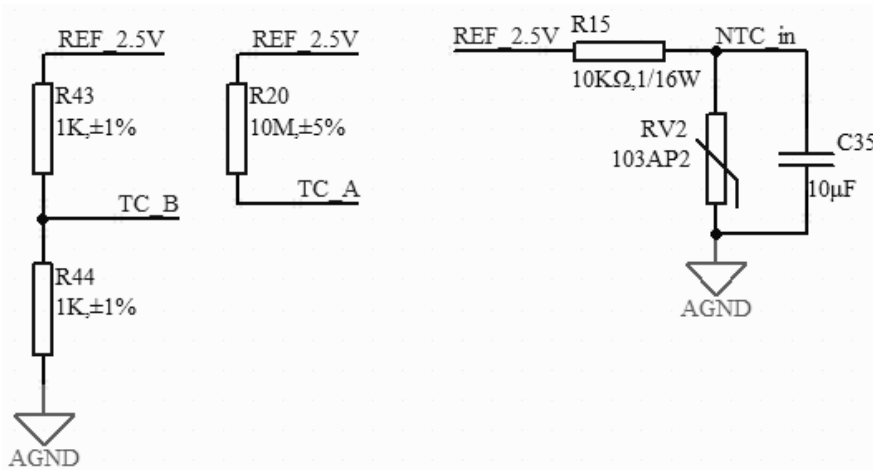 REF_2.5V
R43
1K,±1%
TC_B
R44
1K,±1%
AGND
REF_2.5V
R20
10M,±5%
TC_A
REF_2.5V
R15
10KΩ,1/16W
NTC_in
RV2
103AP2
C35
10μF
AGND